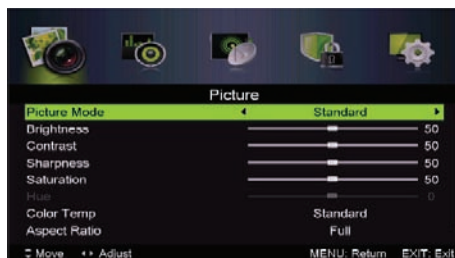 Picture
Picture Mode Standard
Brightness 50
Contrast 50
Sharpness 50
Saturation 50
Hue 0
Color Temp Standard
Aspect Ratio Full
Move Adjust MENU: Return EXIT: Exit